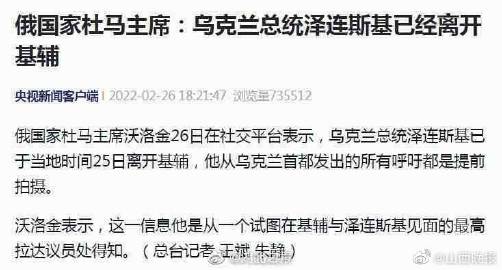 俄国家杜马主席：乌克兰总统泽连斯基已经离开
基辅
央视新闻客户端 | 2022-02-26 18:21:47 浏览量735512
俄国家杜马主席沃洛金26日在社交平台表示，乌克兰总统泽连斯基已
于当地时间25日离开基辅，他从乌克兰首都发出的所有呼吁都是提前
拍摄。
沃洛金表示，这一信息他是从一个试图在基辅与泽连斯基见面的最高
拉达议员处得知。（总台记者 王斌 朱静）